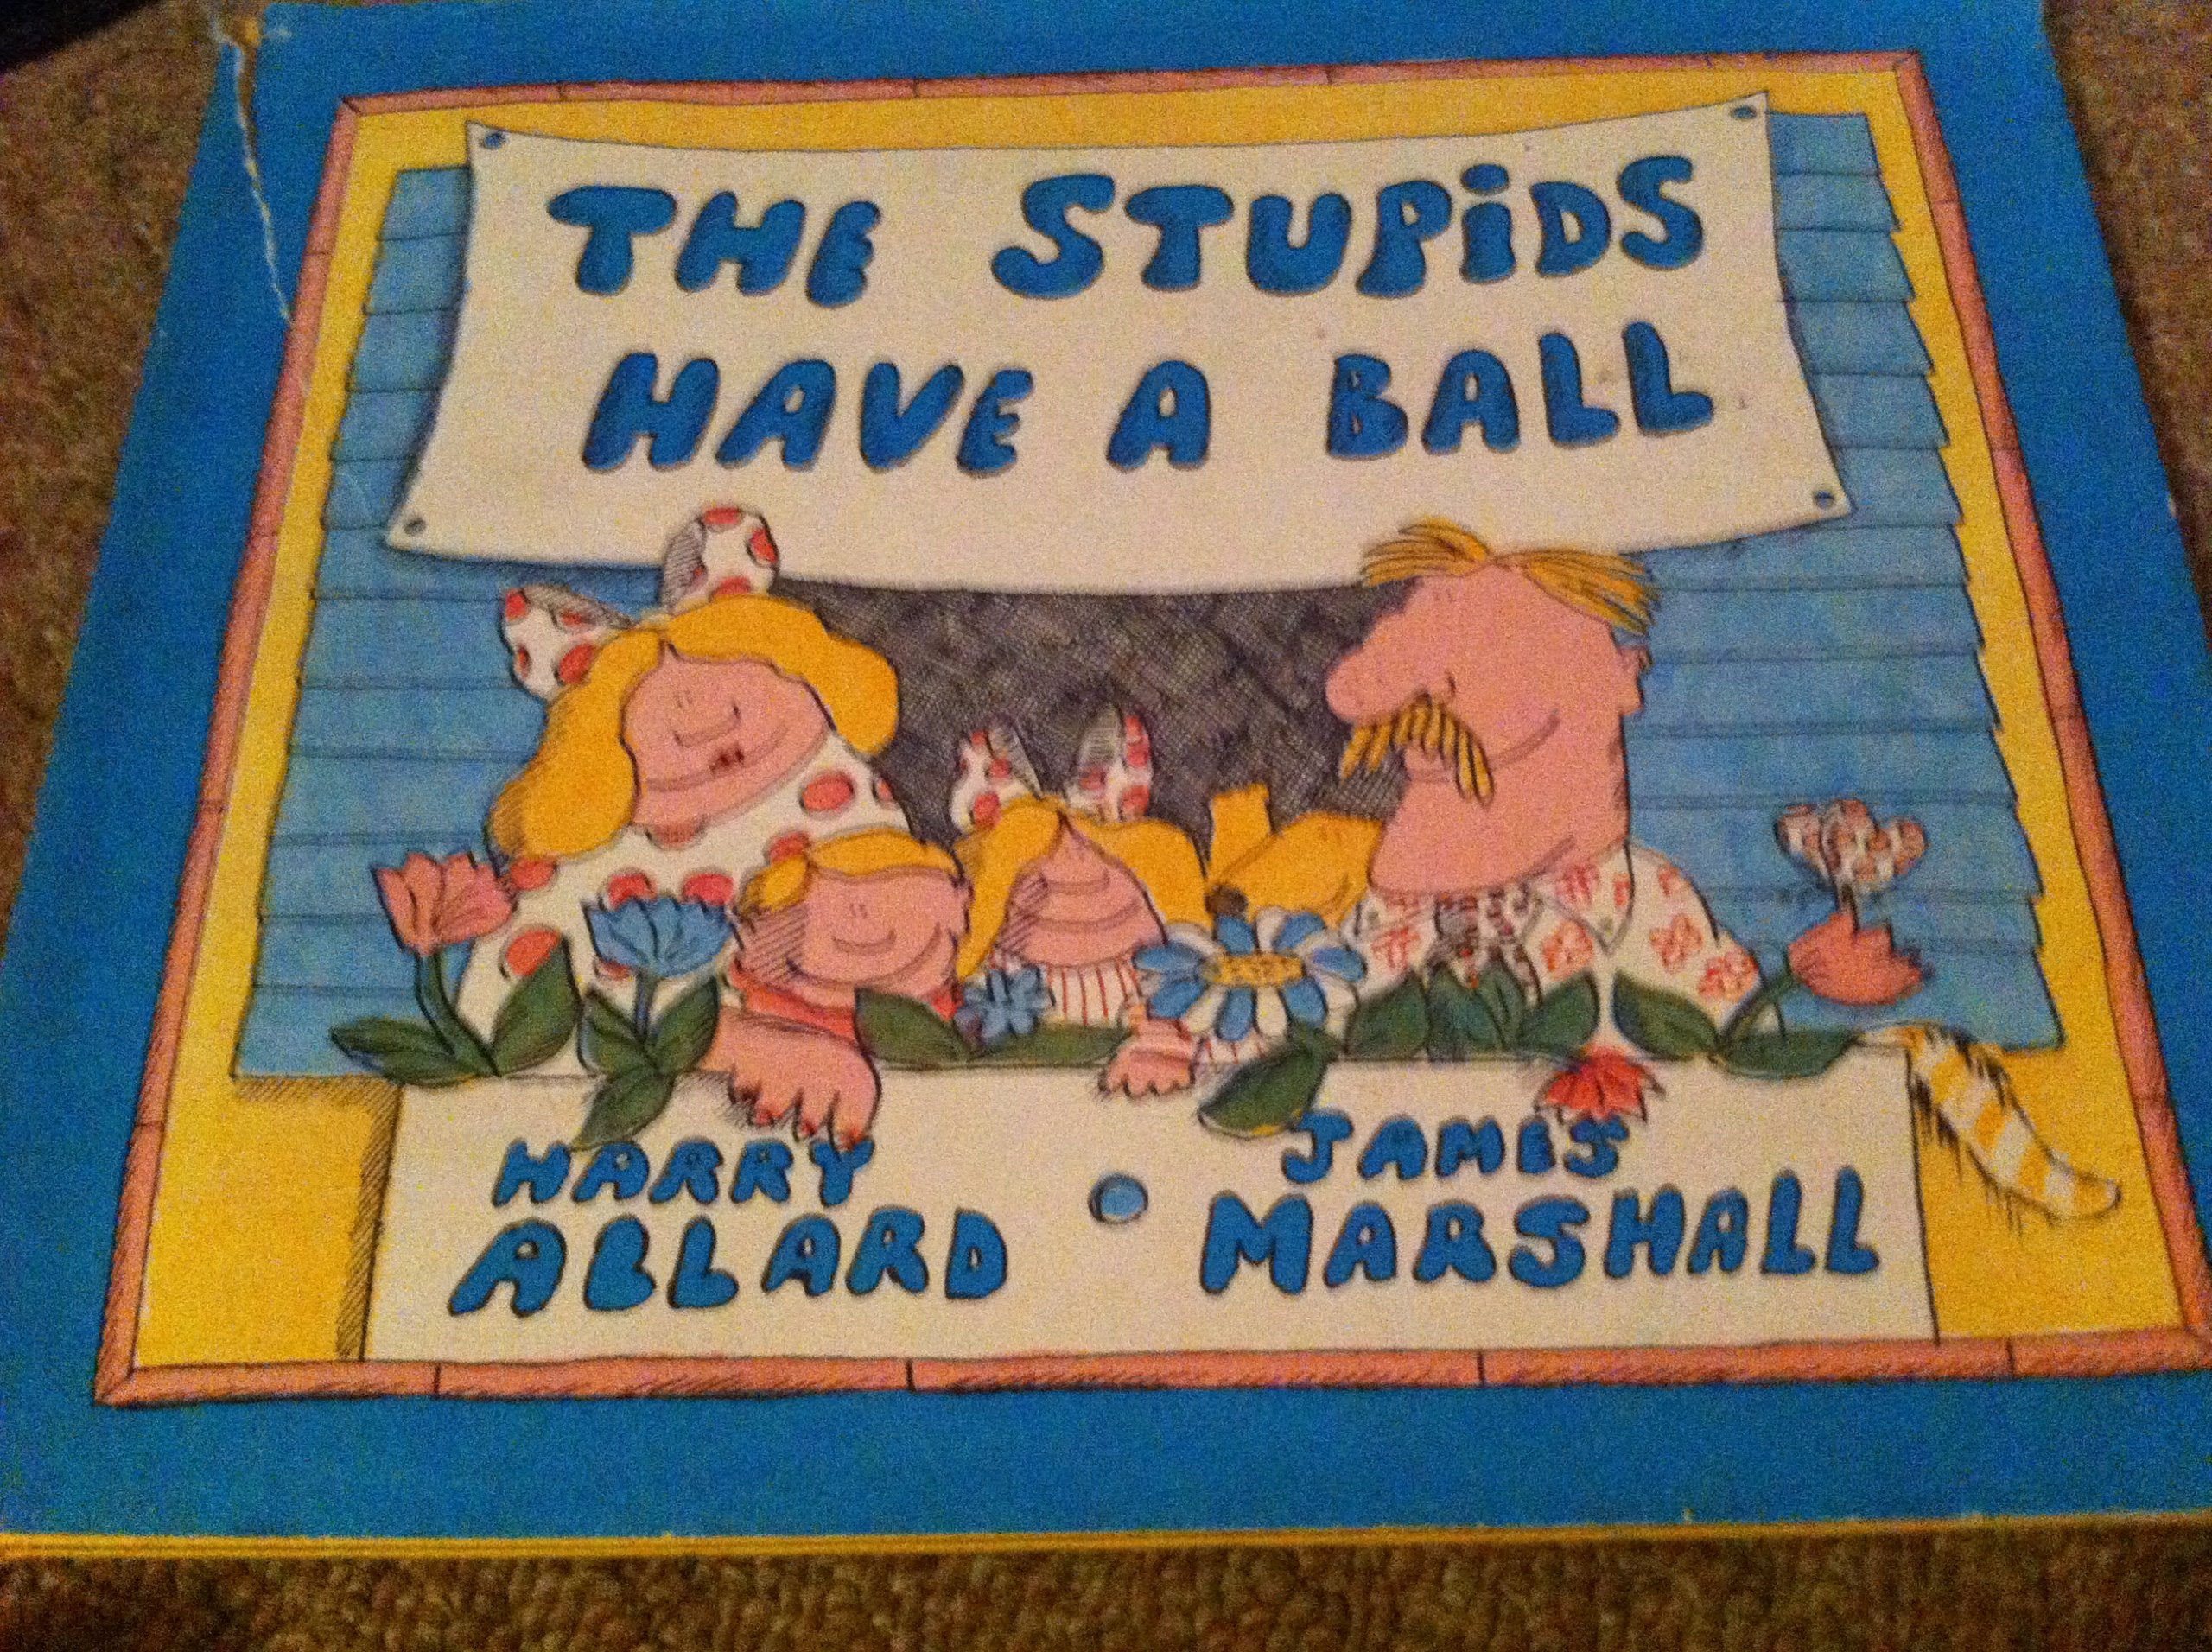 THE STUPiDS
HAVE A BALL
HARRY
ALLARD
JAMES
MARSHALL